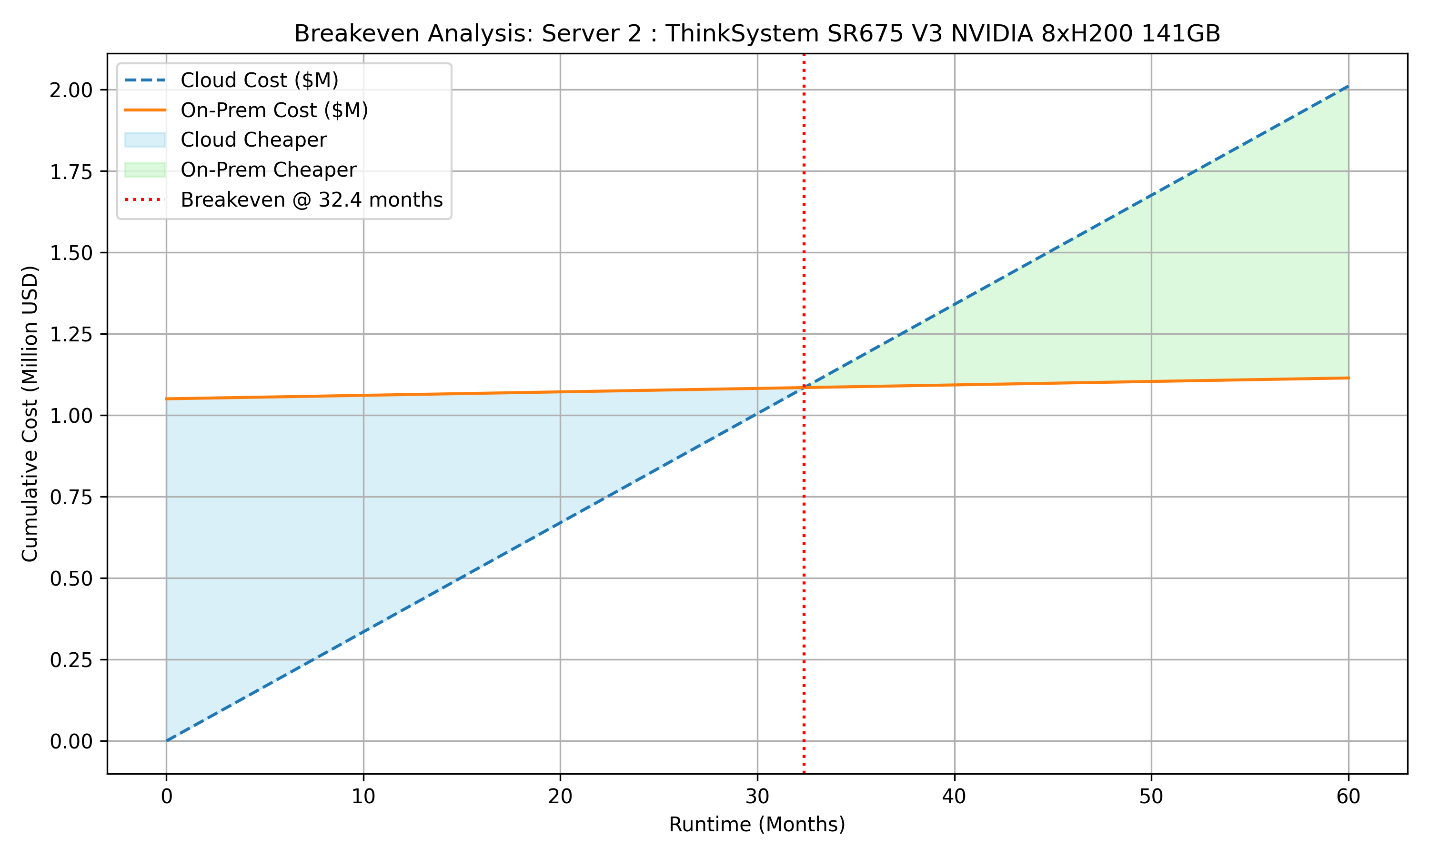 Breakeven Analysis: Server 2 : ThinkSystem SR675 V3 NVIDIA 8xH200 141GB
Cloud Cost ($M)
On-Prem Cost ($M)
Cloud Cheaper
On-Prem Cheaper
Breakeven @ 32.4 months
Cumulative Cost (Million USD)
2.00
1.75
1.50
1.25
1.00
0.75
0.50
0.25
0.00
0 10 20 30 40 50 60
Runtime (Months)